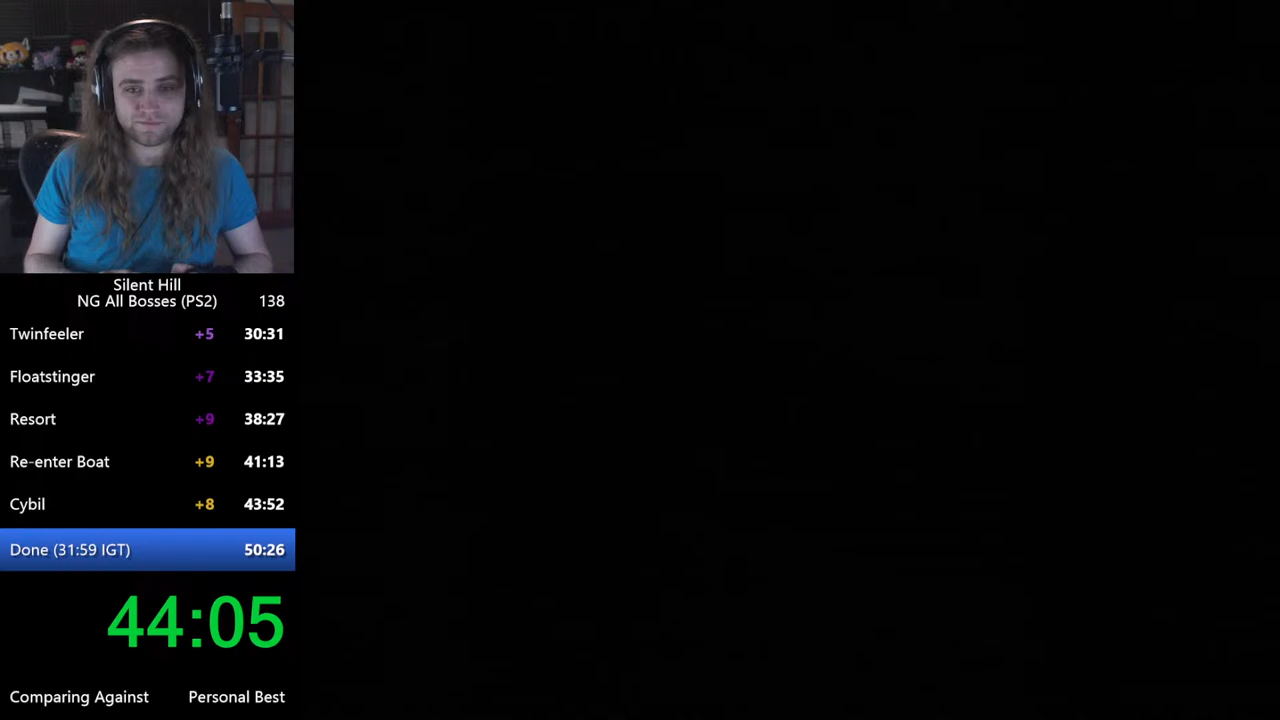 Silent Hill
NG All Bosses (PS2) 138
Twinfeeler +5 30:31
Floatstinger +7 33:35
Resort +9 38:27
Re-enter Boat +9 41:13
Cybil +8 43:52
Done (31:59 IGT) 50:26
44:05
Comparing Against Personal Best